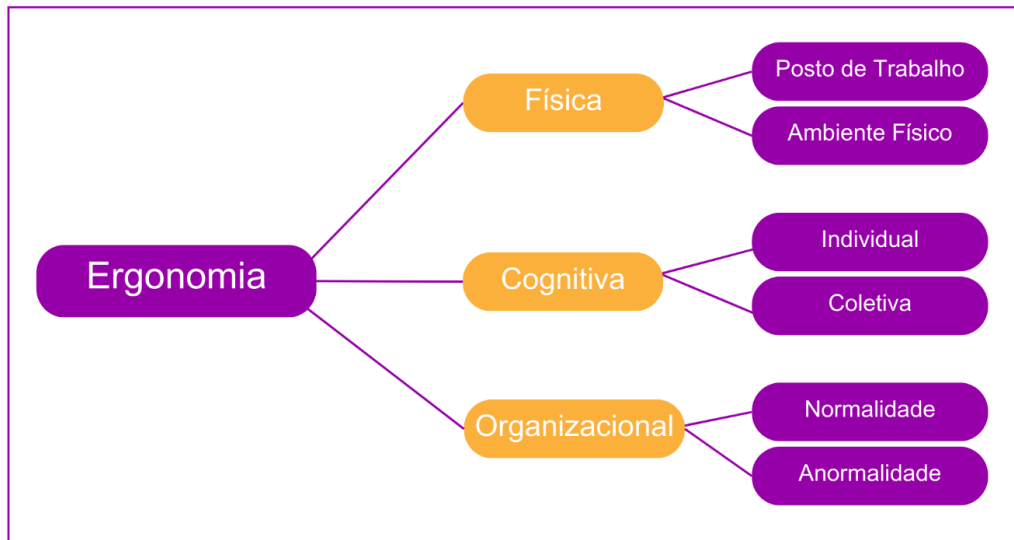 Ergonomia
Física
Posto de Trabalho
Ambiente Físico
Cognitiva
Individual
Coletiva
Organizacional
Normalidade
Anormalidade